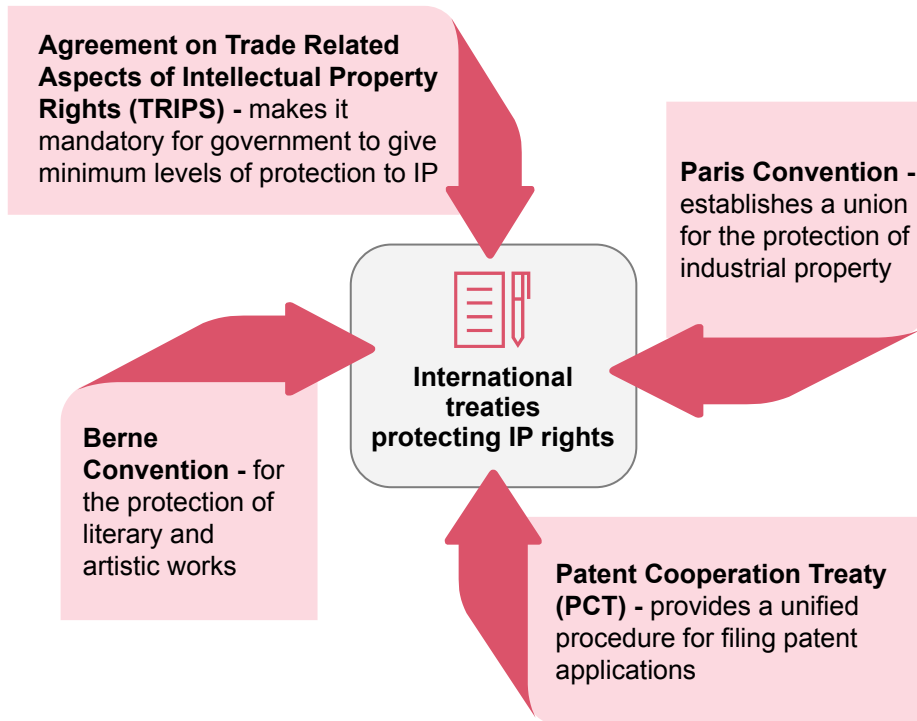 Agreement on Trade Related
Aspects of Intellectual Property
Rights (TRIPS) - makes it
mandatory for government to give
minimum levels of protection to IP
Paris Convention -
establishes a union
for the protection of
industrial property
International
treaties
protecting IP rights
Berne
Convention - for
the protection of
literary and
artistic works
Patent Cooperation Treaty
(PCT) - provides a unified
procedure for filing patent
applications